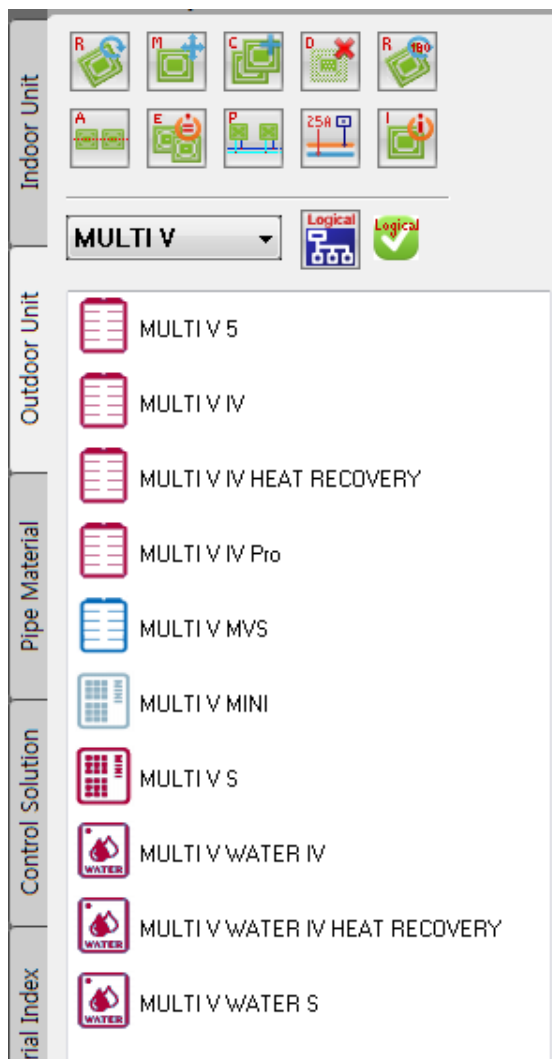 R
M
C
D
R
180
A
E
P
25A
I
MULTI V
Logical
Logical
Indoor Unit
Outdoor Unit
Pipe Material
Control Solution
rial Index
MULTI V 5
MULTI V IV
MULTI V IV HEAT RECOVERY
MULTI V IV Pro
MULTI V MVS
MINI
MULTI V MINI
MINI
MULTI V S
WATER
MULTI V WATER IV
WATER
MULTI V WATER IV HEAT RECOVERY
WATER
MULTI V WATER S